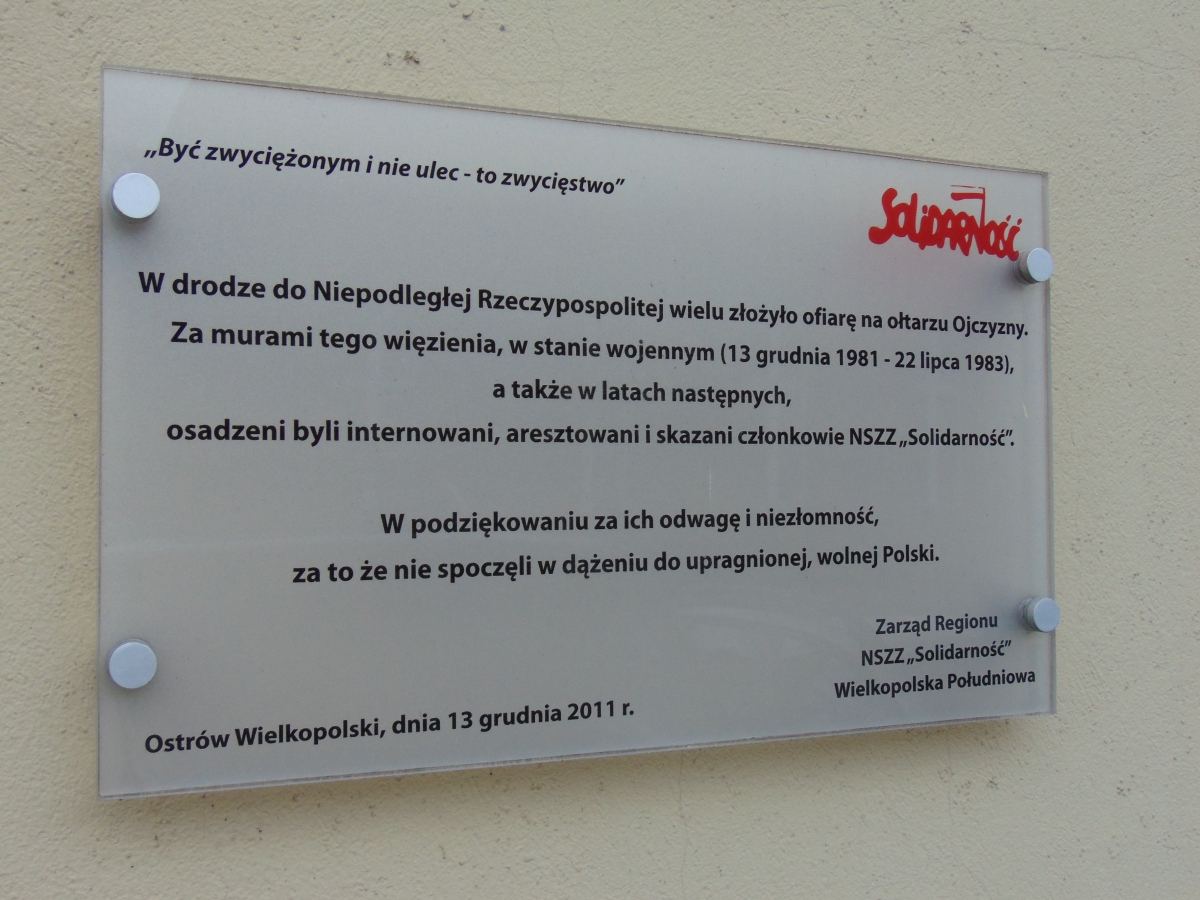 „Być zwyciężonym i nie ulec - to zwycięstwo”
SOLIDARNOŚĆ
W drodze do Niepodległej Rzeczypospolitej wielu złożyło ofiarę na ołtarzu Ojczyzny.
Za murami tego więzienia, w stanie wojennym (13 grudnia 1981 - 22 lipca 1983),
a także w latach następnych,
osadzeni byli internowani, aresztowani i skazani członkowie NSZZ „Solidarność”.
W podziękowaniu za ich odwagę i niezłomność,
za to że nie spoczęli w dążeniu do upragnionej, wolnej Polski.
Zarząd Regionu
NSZZ „Solidarność”
Wielkopolska Południowa
Ostrów Wielkopolski, dnia 13 grudnia 2011 r.